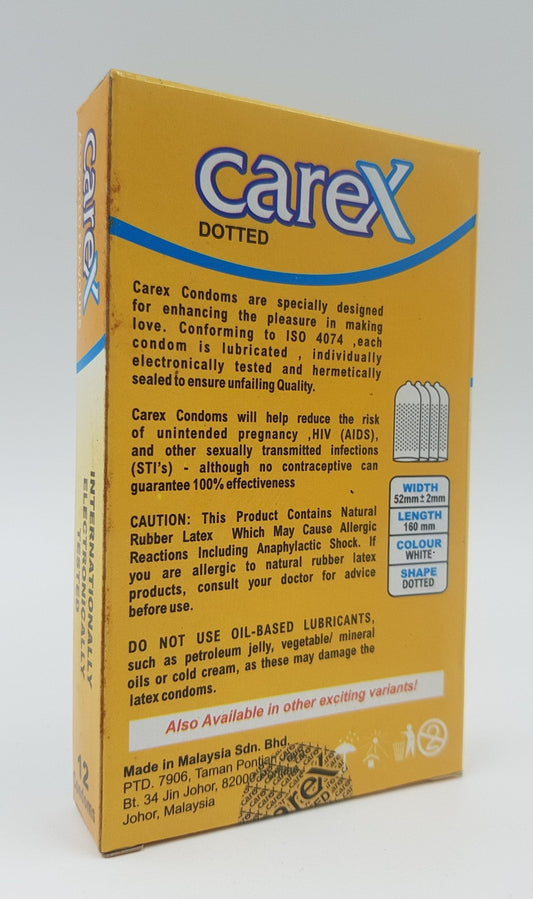 carex
DOTTED
Carex Condoms are specially designed
for enhancing the pleasure in making
love. Conforming to ISO 4074 ,each
condom is lubricated , individually
electronically tested and hermetically
sealed to ensure unfailing Quality.
Carex Condoms will help reduce the risk
of unintended pregnancy ,HIV (AIDS),
and other sexually transmitted infections
(STI's) - although no contraceptive can
guarantee 100% effectiveness
CAUTION: This Product Contains Natural
Rubber Latex Which May Cause Allergic
Reactions Including Anaphylactic Shock. If
you are allergic to natural rubber latex
products, consult your doctor for advice
before use.
DO NOT USE OIL-BASED LUBRICANTS,
such as petroleum jelly, vegetable/ mineral
oils or cold cream, as these may damage the
latex condoms.
Also Available in other exciting variants!
Made in Malaysia Sdn. Bhd.
PTD. 7906, Taman Pontian
Bt. 34 Jin Johor, 82000
Johor, Malaysia
WIDTH
52mm±2mm
LENGTH
160 mm
COLOUR
WHITE
SHAPE
DOTTED
2
carex
DOTTED
carex
INTERNATIONALLY
ELECTRONICALLY
TESTED
12